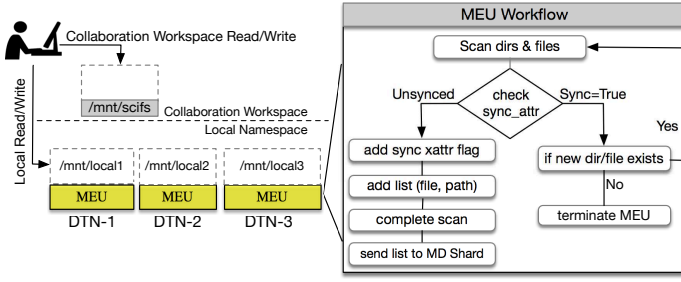 Collaboration Workspace Read/Write
/mnt/scifs
Collaboration Workspace
Local Namespace
Local Read/Write
/mnt/local1
/mnt/local2
/mnt/local3
MEU
MEU
MEU
DTN-1
DTN-2
DTN-3
MEU Workflow
Scan dirs & files
Unsynced
check
sync_attr
Sync=True
add sync xattr flag
add list (file, path)
complete scan
send list to MD Shard
Yes
if new dir/file exists
No
terminate MEU